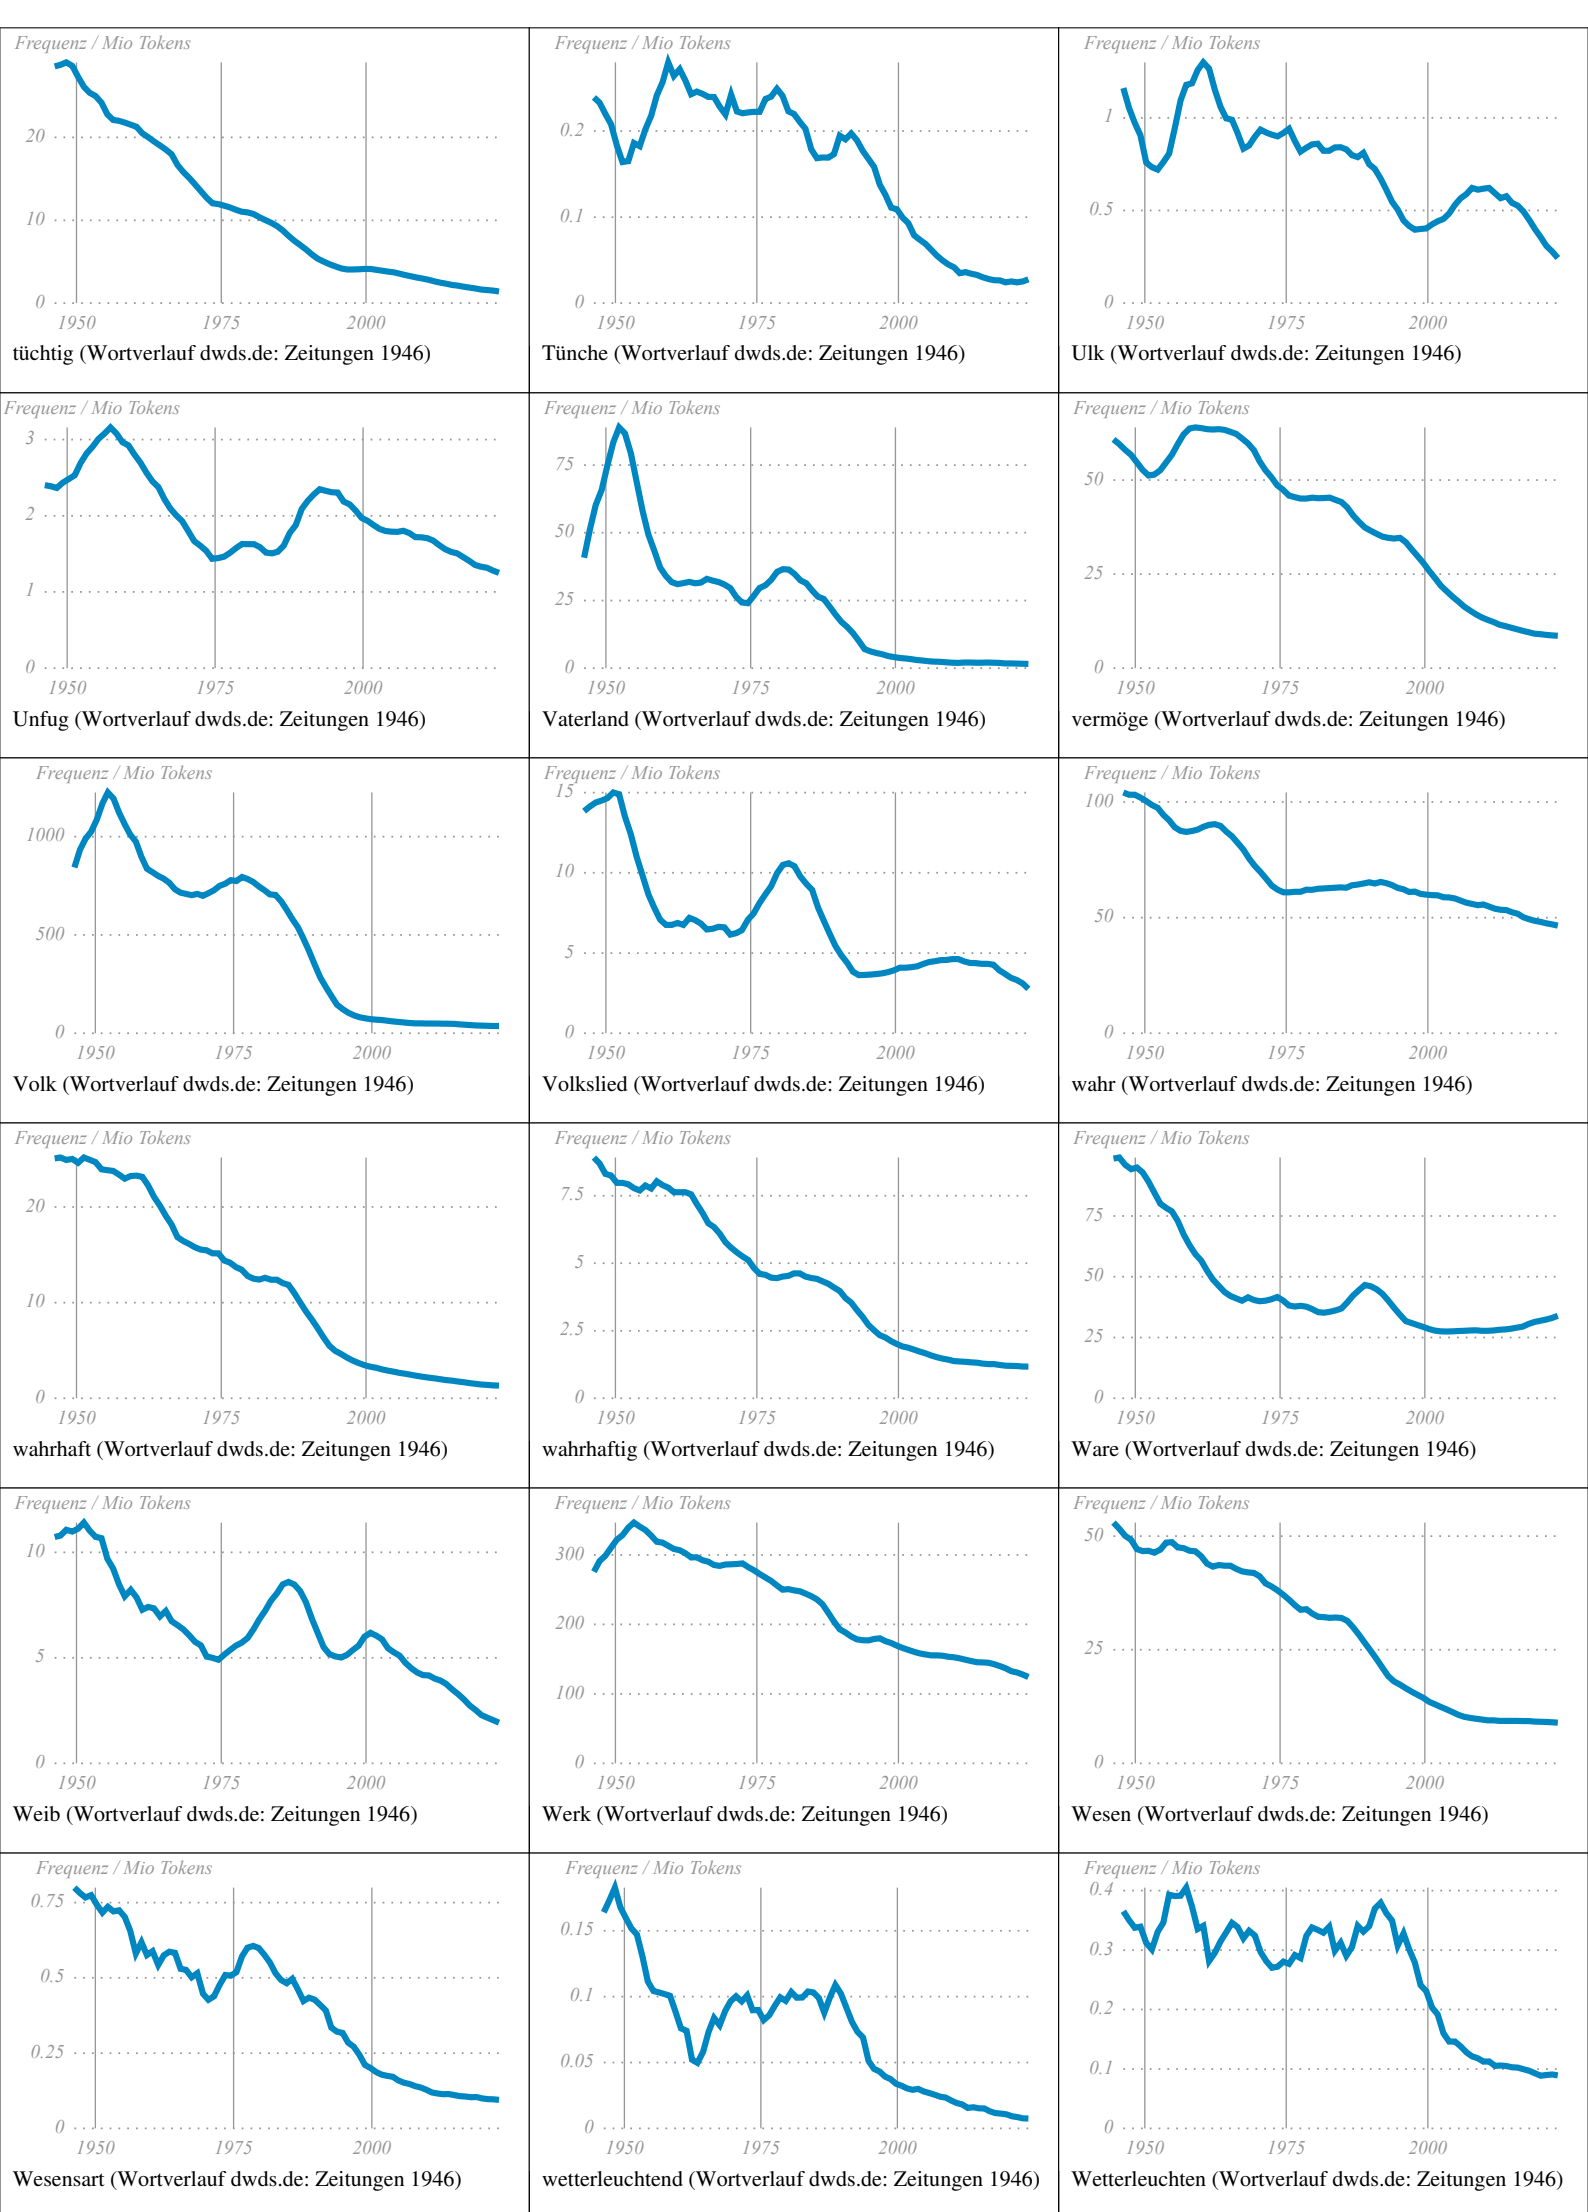 Frequenz / Mio Tokens
20
10
0
1950 1975 2000
tüchtig (Wortverlauf dwds.de: Zeitungen 1946)
Frequenz / Mio Tokens
0.2
0.1
0
1950 1975 2000
Tünche (Wortverlauf dwds.de: Zeitungen 1946)
Frequenz / Mio Tokens
1
0.5
0
1950 1975 2000
Ulk (Wortverlauf dwds.de: Zeitungen 1946)
Frequenz / Mio Tokens
3
2
1
0
1950 1975 2000
Unfug (Wortverlauf dwds.de: Zeitungen 1946)
Frequenz / Mio Tokens
75
50
25
0
1950 1975 2000
Vaterland (Wortverlauf dwds.de: Zeitungen 1946)
Frequenz / Mio Tokens
50
25
0
1950 1975 2000
vermöge (Wortverlauf dwds.de: Zeitungen 1946)
Frequenz / Mio Tokens
1000
500
0
1950 1975 2000
Volk (Wortverlauf dwds.de: Zeitungen 1946)
Frequenz / Mio Tokens
15
10
5
0
1950 1975 2000
Volkslied (Wortverlauf dwds.de: Zeitungen 1946)
Frequenz / Mio Tokens
100
50
0
1950 1975 2000
wahr (Wortverlauf dwds.de: Zeitungen 1946)
Frequenz / Mio Tokens
20
10
0
1950 1975 2000
wahrhaft (Wortverlauf dwds.de: Zeitungen 1946)
Frequenz / Mio Tokens
7.5
5
2.5
0
1950 1975 2000
wahrhaftig (Wortverlauf dwds.de: Zeitungen 1946)
Frequenz / Mio Tokens
75
50
25
0
1950 1975 2000
Ware (Wortverlauf dwds.de: Zeitungen 1946)
Frequenz / Mio Tokens
10
5
0
1950 1975 2000
Weib (Wortverlauf dwds.de: Zeitungen 1946)
Frequenz / Mio Tokens
300
200
100
0
1950 1975 2000
Werk (Wortverlauf dwds.de: Zeitungen 1946)
Frequenz / Mio Tokens
50
25
0
1950 1975 2000
Wesen (Wortverlauf dwds.de: Zeitungen 1946)
Frequenz / Mio Tokens
0.75
0.5
0.25
0
1950 1975 2000
Wesensart (Wortverlauf dwds.de: Zeitungen 1946)
Frequenz / Mio Tokens
0.15
0.1
0.05
0
1950 1975 2000
wetterleuchtend (Wortverlauf dwds.de: Zeitungen 1946)
Frequenz / Mio Tokens
0.4
0.3
0.2
0.1
0
1950 1975 2000
Wetterleuchten (Wortverlauf dwds.de: Zeitungen 1946)